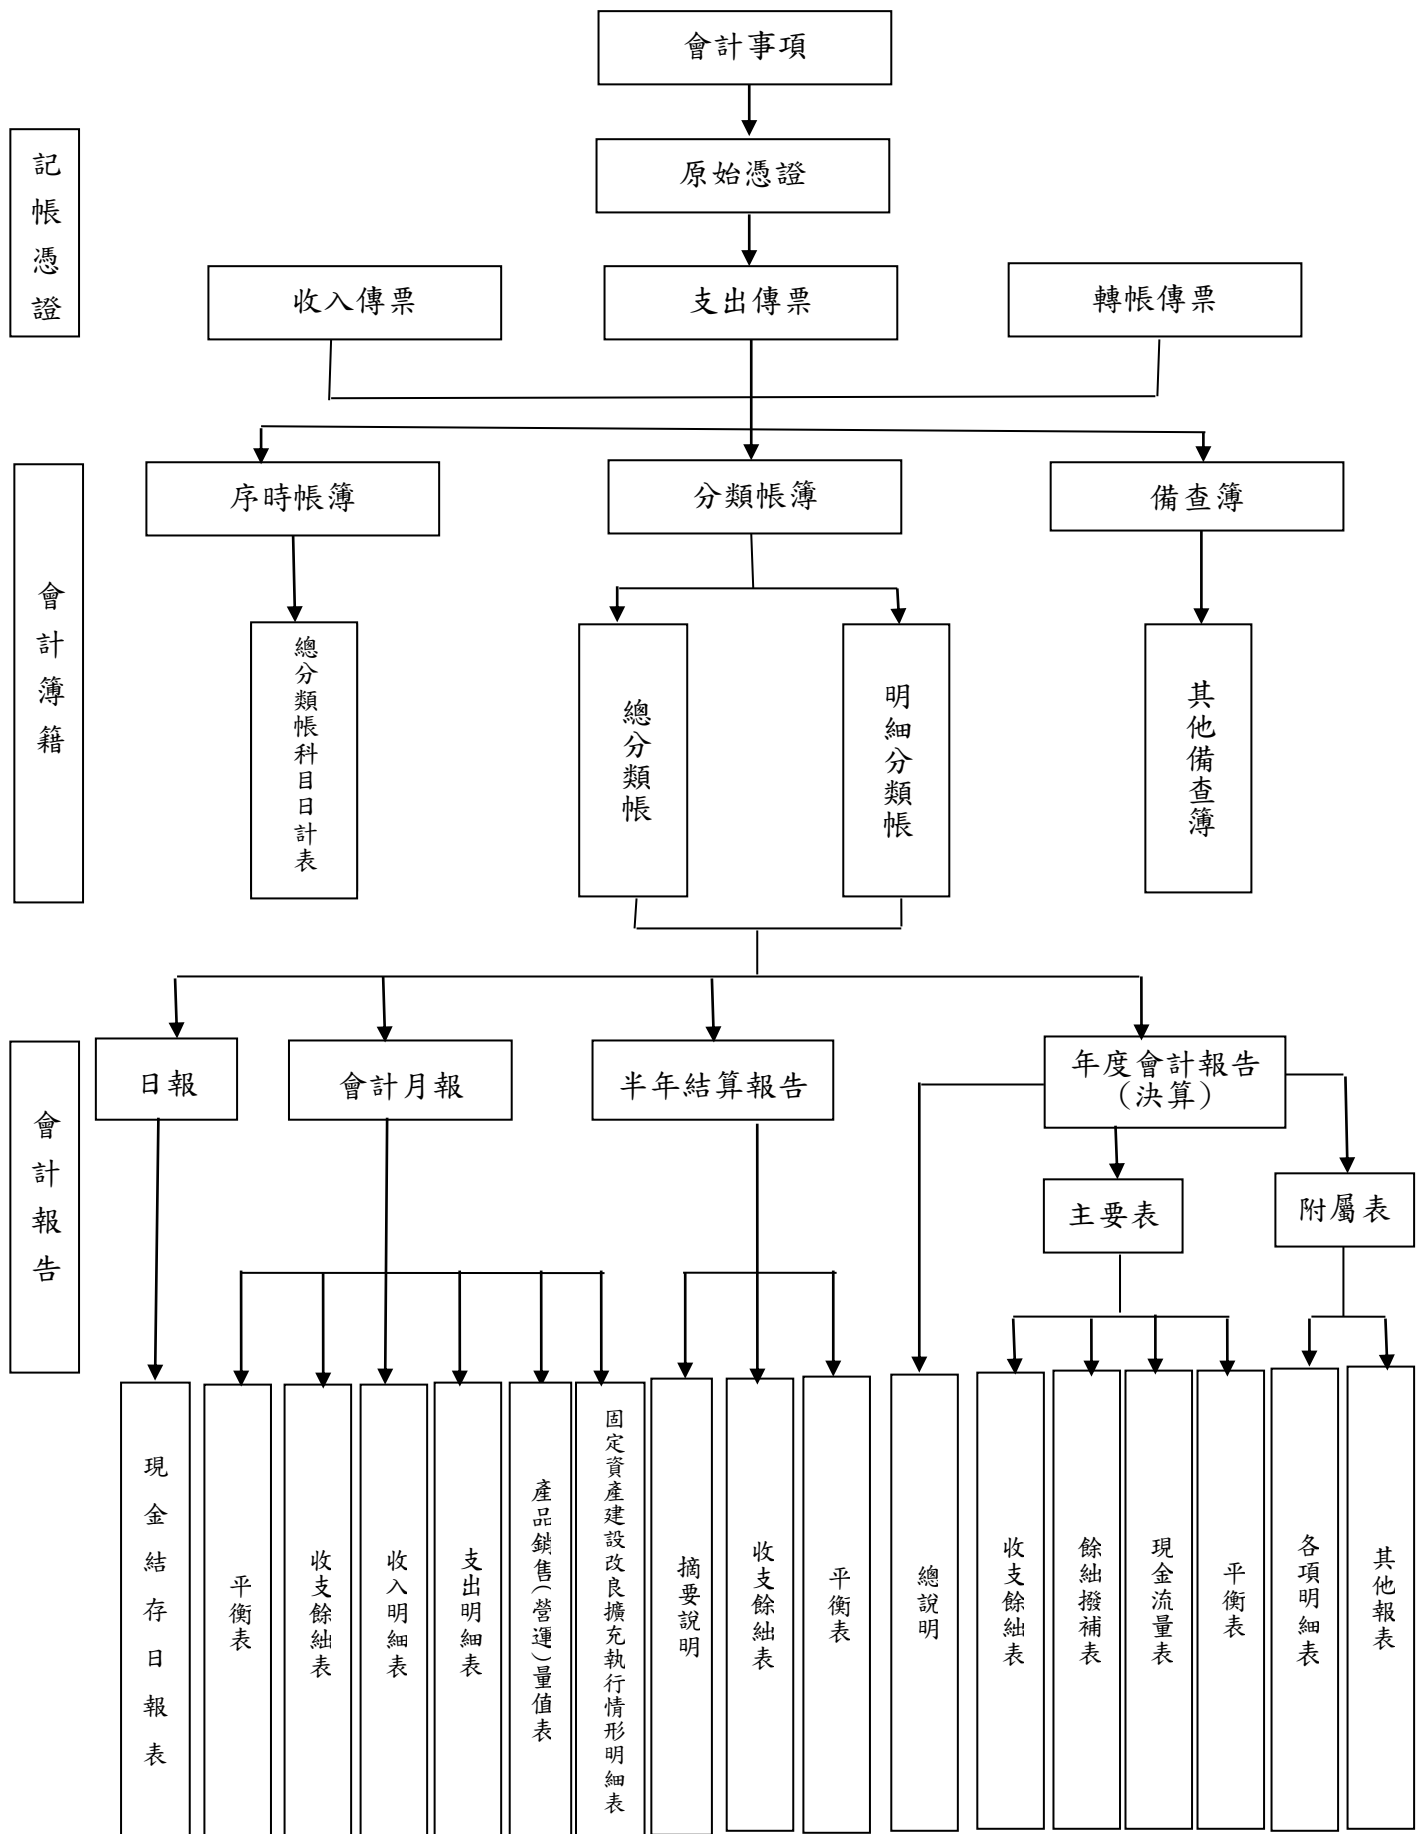 會計事項
記帳憑證
原始憑證
收入傳票
支出傳票
轉帳傳票
會計簿籍
序時帳簿
分類帳簿
備查簿
總分類帳科目日計表
總分類帳
明細分類帳
其他備查簿
會計報告
日報
會計月報
半年結算報告
年度會計報告
（決算）
主要表
附屬表
現金結存日報表
平衡表
收支餘絀表
收入明細表
支出明細表
產品銷售(營運)量值表
固定資產建設改良擴充執行情形明細表
摘要說明
收支餘絀表
平衡表
總說明
收支餘絀表
餘絀撥補表
現金流量表
平衡表
各項明細表
其他報表